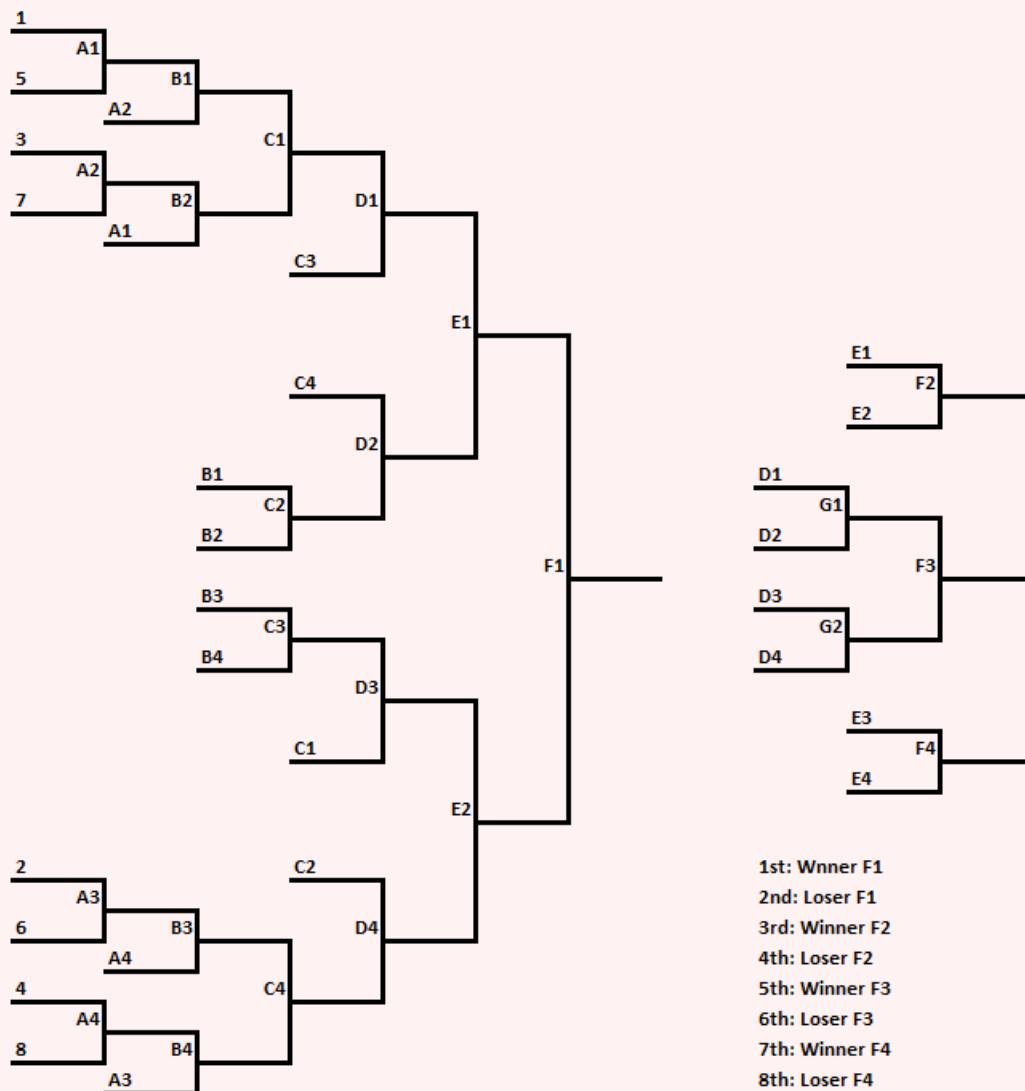 1
A1
5
B1
A2
3
C1
A2
7
B2
D1
A1
C3
E1
C4
D2
B1
C2
B2
F1
B3
C3
B4
D3
C1
E2
2
C2
A3
6
B3
D4
A4
C4
4
A4
8
B4
A3
E1
F2
E2
D1
G1
D2
F3
D3
G2
D4
E3
F4
E4
1st: Wnner F1
2nd: Loser F1
3rd: Winner F2
4th: Loser F2
5th: Winner F3
6th: Loser F3
7th: Winner F4
8th: Loser F4